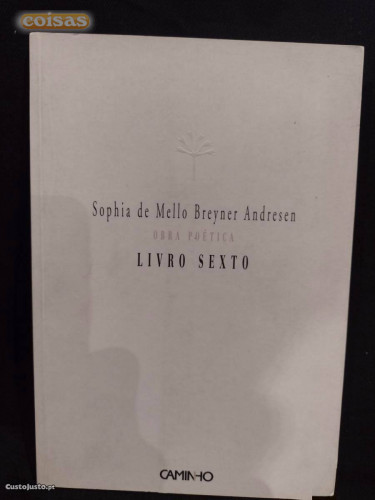 coisas
Sophia de Mello Breyner Andresen
OBRA POÉTICA
LIVRO SEXTO
CAMINHO
CustoJusto.pt